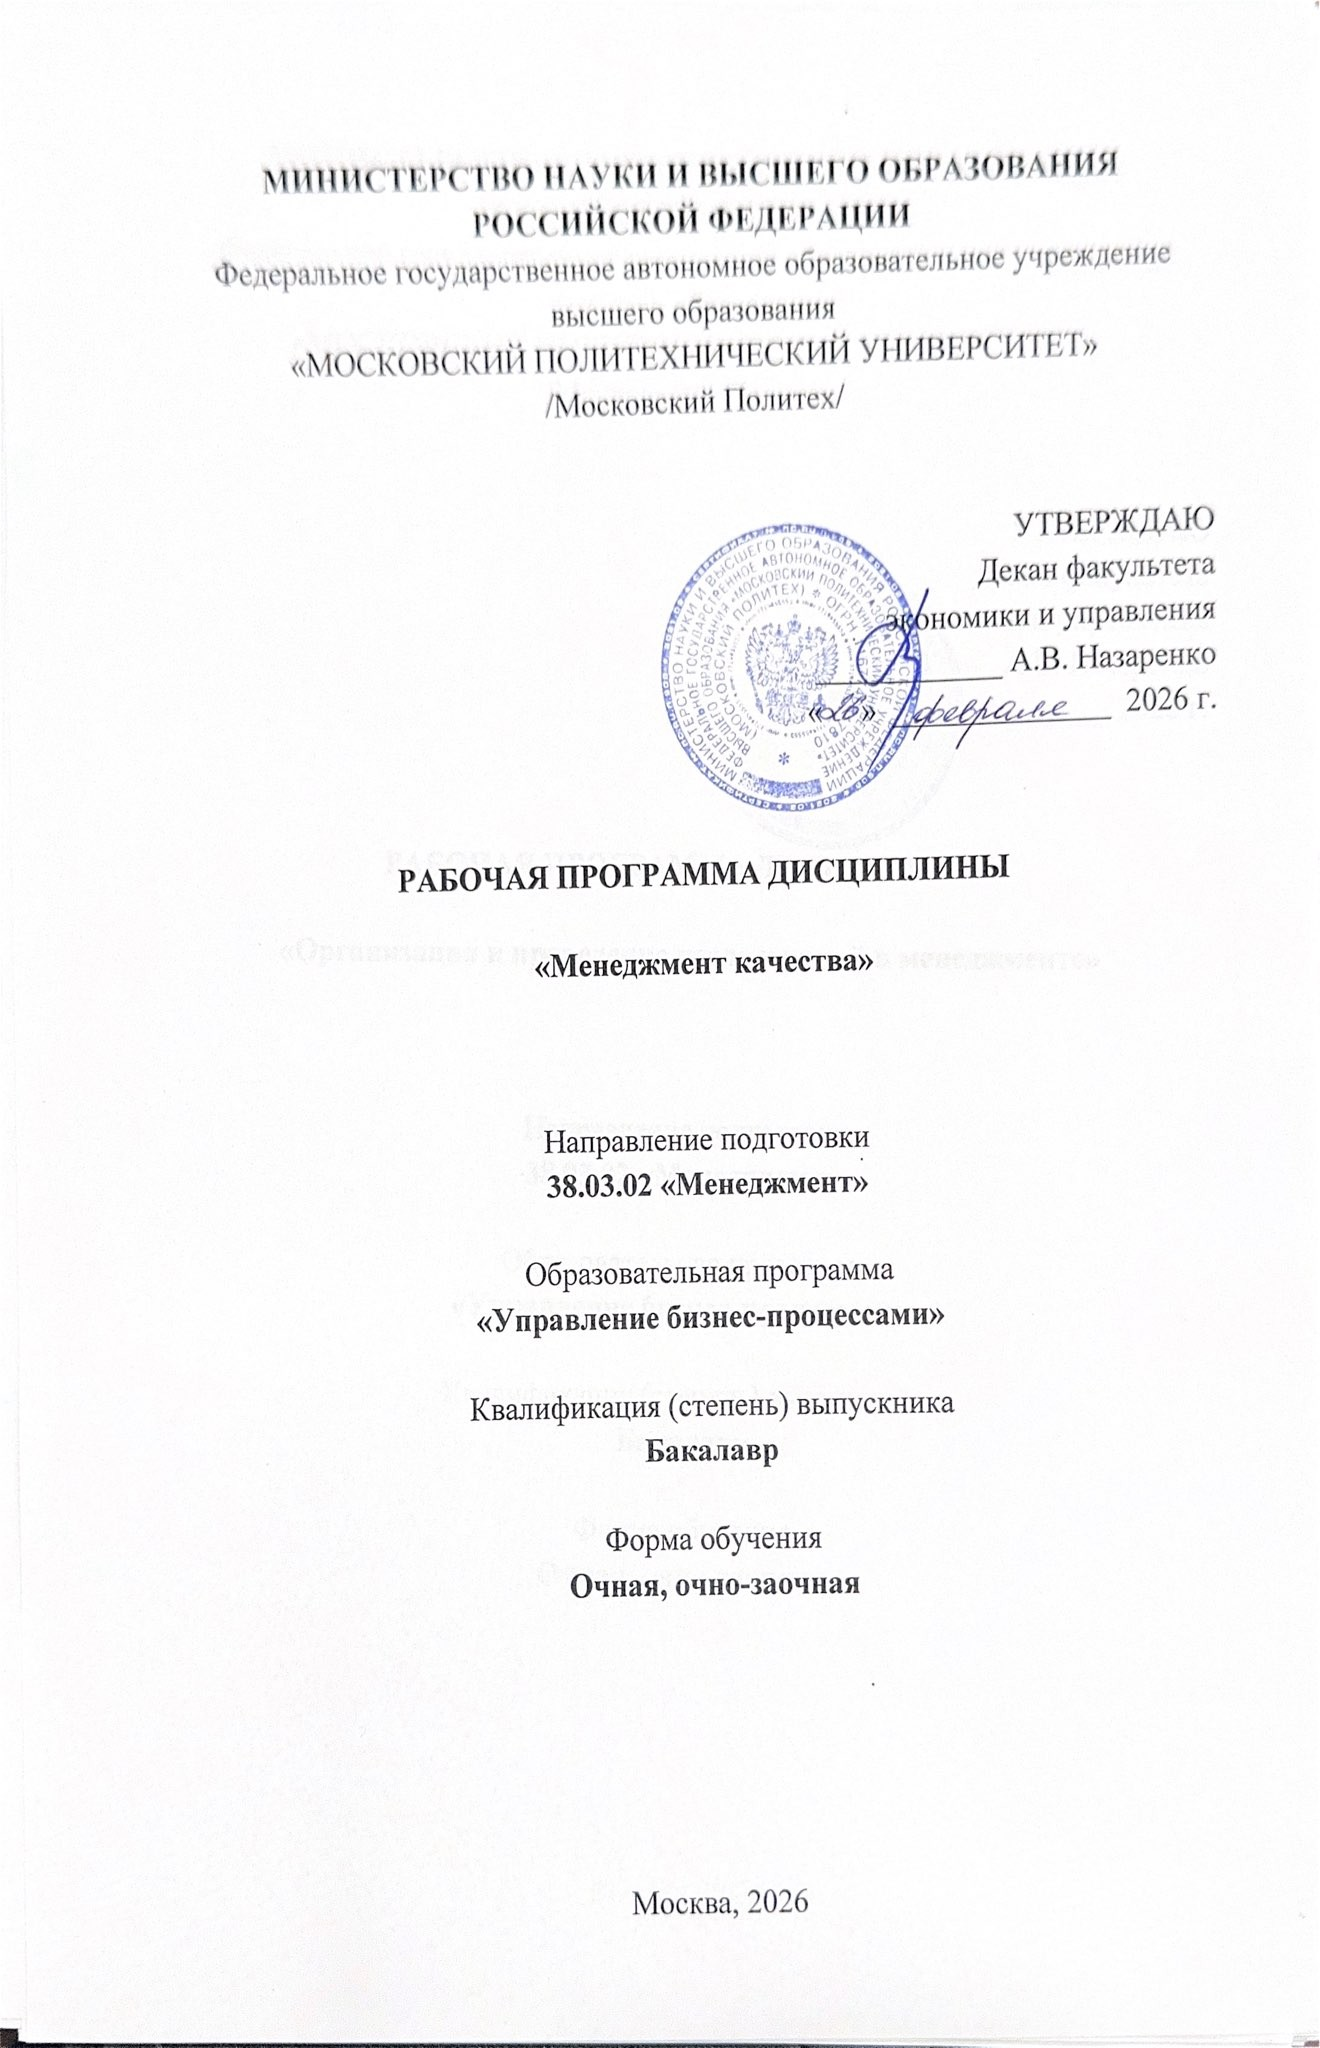 МИНИСТЕРСТВО НАУКИ И ВЫСШЕГО ОБРАЗОВАНИЯ
РОССИЙСКОЙ ФЕДЕРАЦИИ
Федеральное государственное автономное образовательное учреждение
высшего образования
«МОСКОВСКИЙ ПОЛИТЕХНИЧЕСКИЙ УНИВЕРСИТЕТ»
/Московский Политех/
УТВЕРЖДАЮ
Декан факультета
экономики и управления
А.В. Назаренко
«26» февраля 2026 г.
РАБОЧАЯ ПРОГРАММА ДИСЦИПЛИНЫ
«Менеджмент качества»
Направление подготовки
38.03.02 «Менеджмент»
Образовательная программа
«Управление бизнес-процессами»
Квалификация (степень) выпускника
Бакалавр
Форма обучения
Очная, очно-заочная
Москва, 2026